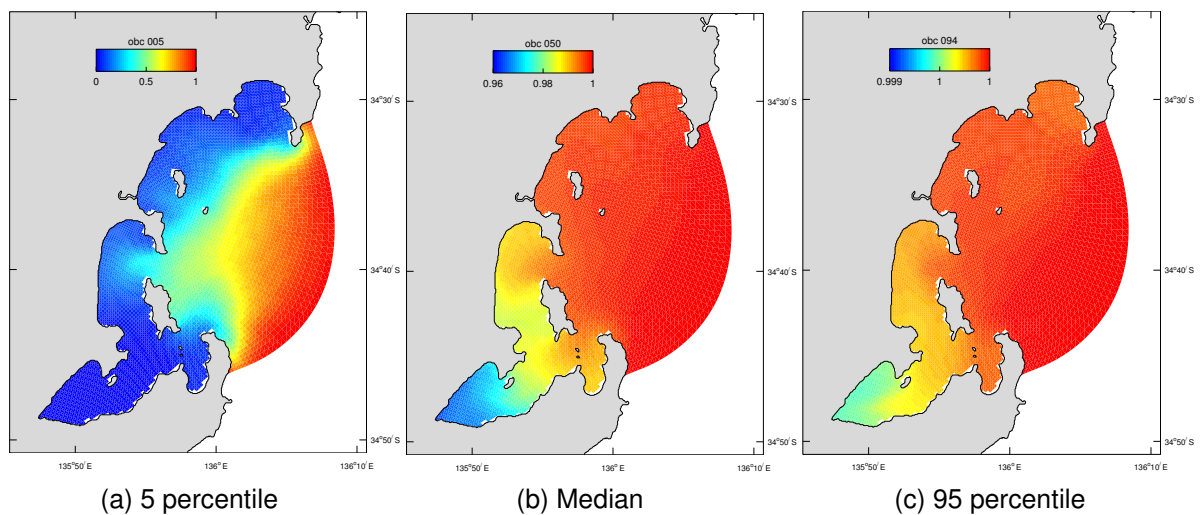 obc 005
0 0.5 1
34°30′ S
34°40′ S
34°50′ S
135°50′ E 136°E 136°10′ E
(a) 5 percentile
obc 050
0.96 0.98 1
34°30′ S
34°40′ S
34°50′ S
135°50′ E 136°E 136°10′ E
(b) Median
obc 094
0.999 1 1
34°30′ S
34°40′ S
34°50′ S
135°50′ E 136°E 136°10′ E
(c) 95 percentile